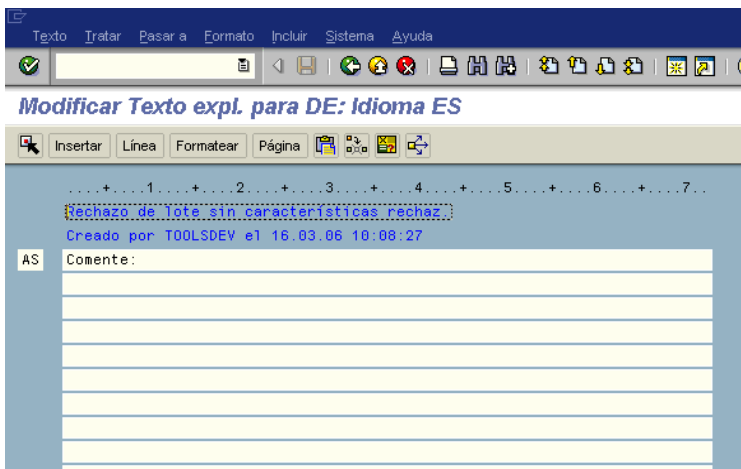 Texto Tratar Pasar a Formato Incluir Sistema Ayuda
Modificar Texto expl. para DE: Idioma ES
Insertar Línea Formatear Página
....+....1....+....2....+....3....+....4....+....5....+....6....+....7..
Rechazo de lote sin características rechaz.
Creado por TOOLSDEV el 16.03.06 10:08:27
AS Comente: